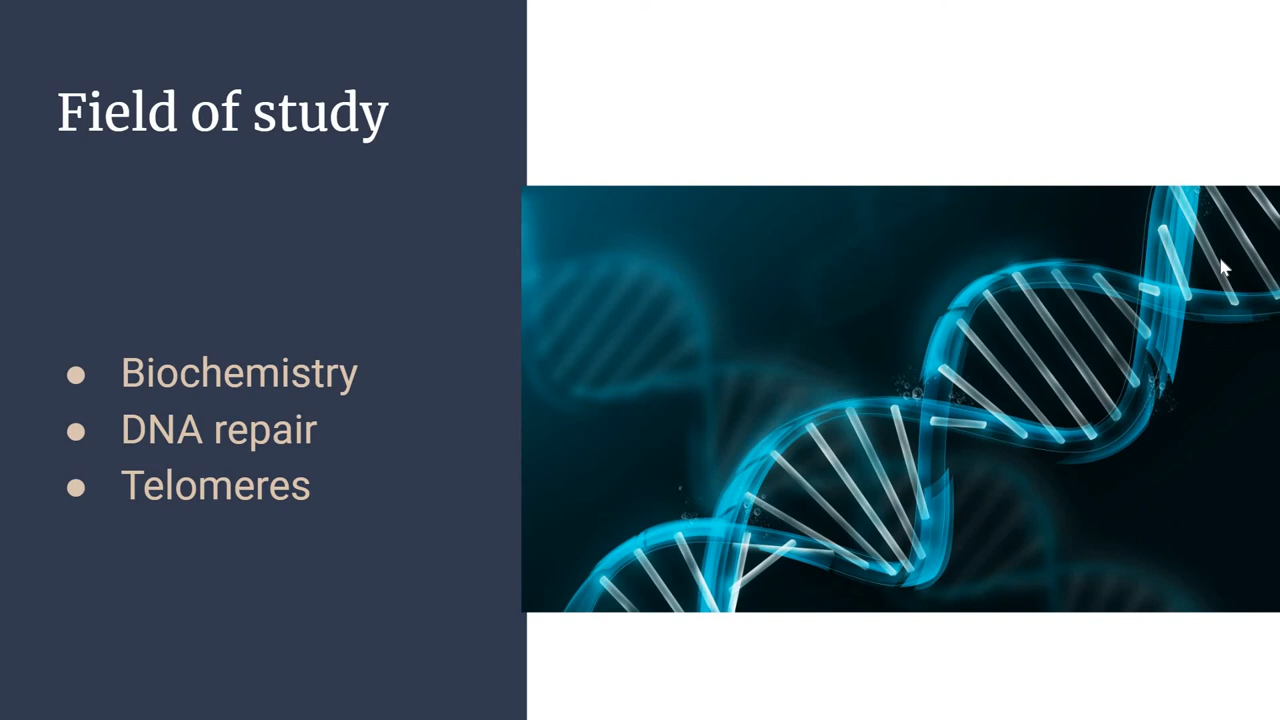 Field of study
● Biochemistry
● DNA repair
● Telomeres